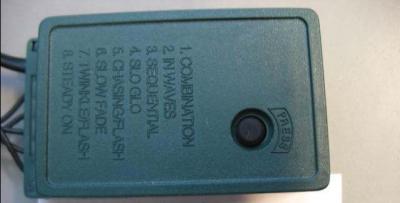 1. COMBINATION
2. IN WAVES
3. SEQUENTIAL
4. SLO GLO
5. CHASING/FLASH
6. SLOW FADE
7. TWINKLE/FLASH
8. STEADY ON
PRESS